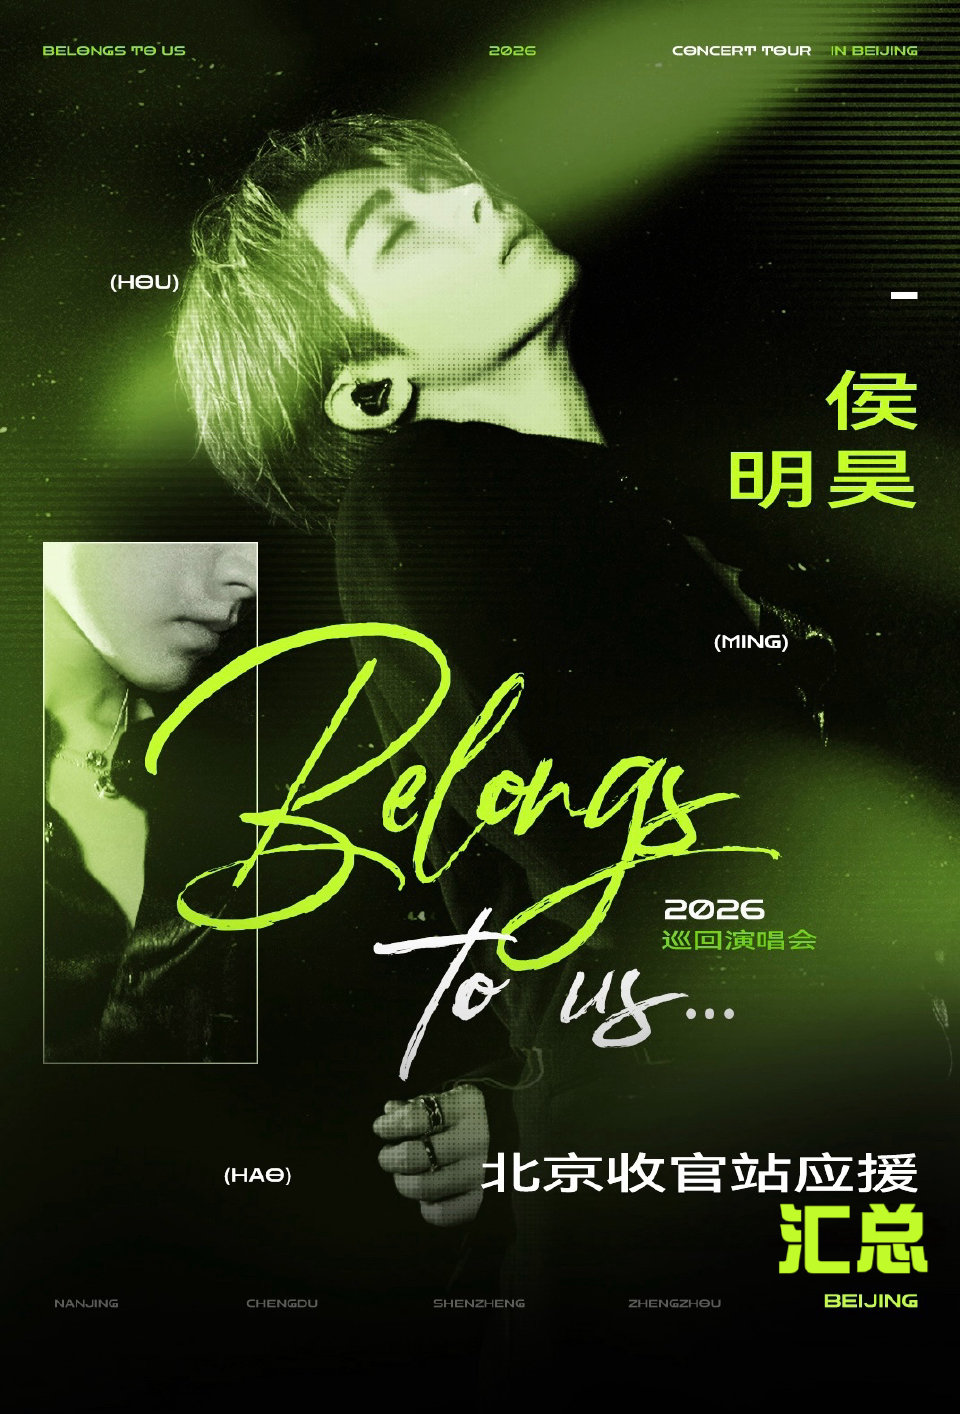 BELONGS TO US 2026 CONCERT TOUR IN BEIJING
(HOU)
侯
明昊
(MING)
Belongs
2026
巡回演唱会
To us...
(HAO)
北京收官站应援
汇总
NANJING CHENGDU SHENZHENG ZHENGZHOU BEIJING